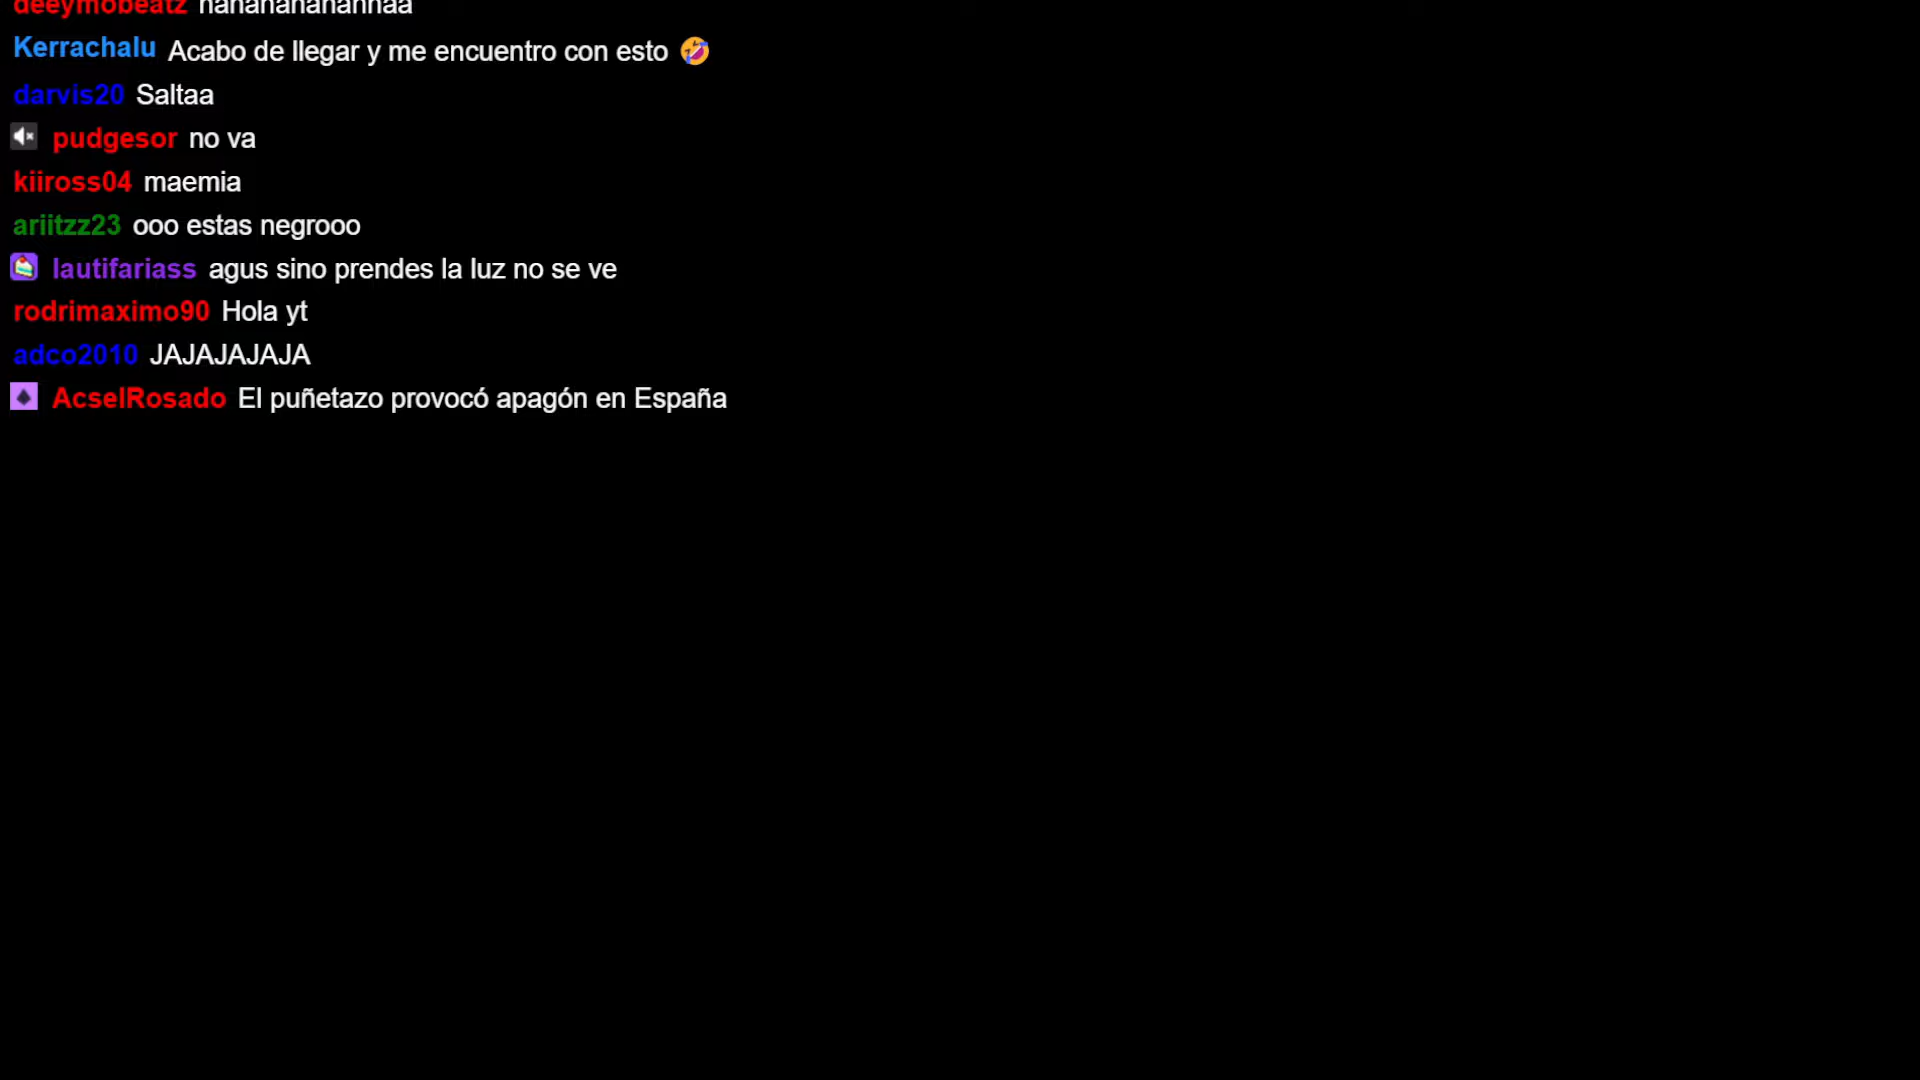 deeymobeatz
Kerrachalu Acabo de llegar y me encuentro con esto 🤣
darvis20 Saltaa
pudgesor no va
kiiross04 maemia
ariitzz23 ooo estas negrooo
lautifariass agus sino prendes la luz no se ve
rodrimaximo90 Hola yt
adco2010 JAJAJAJAJA
AcselRosado El puñetazo provocó apagón en España